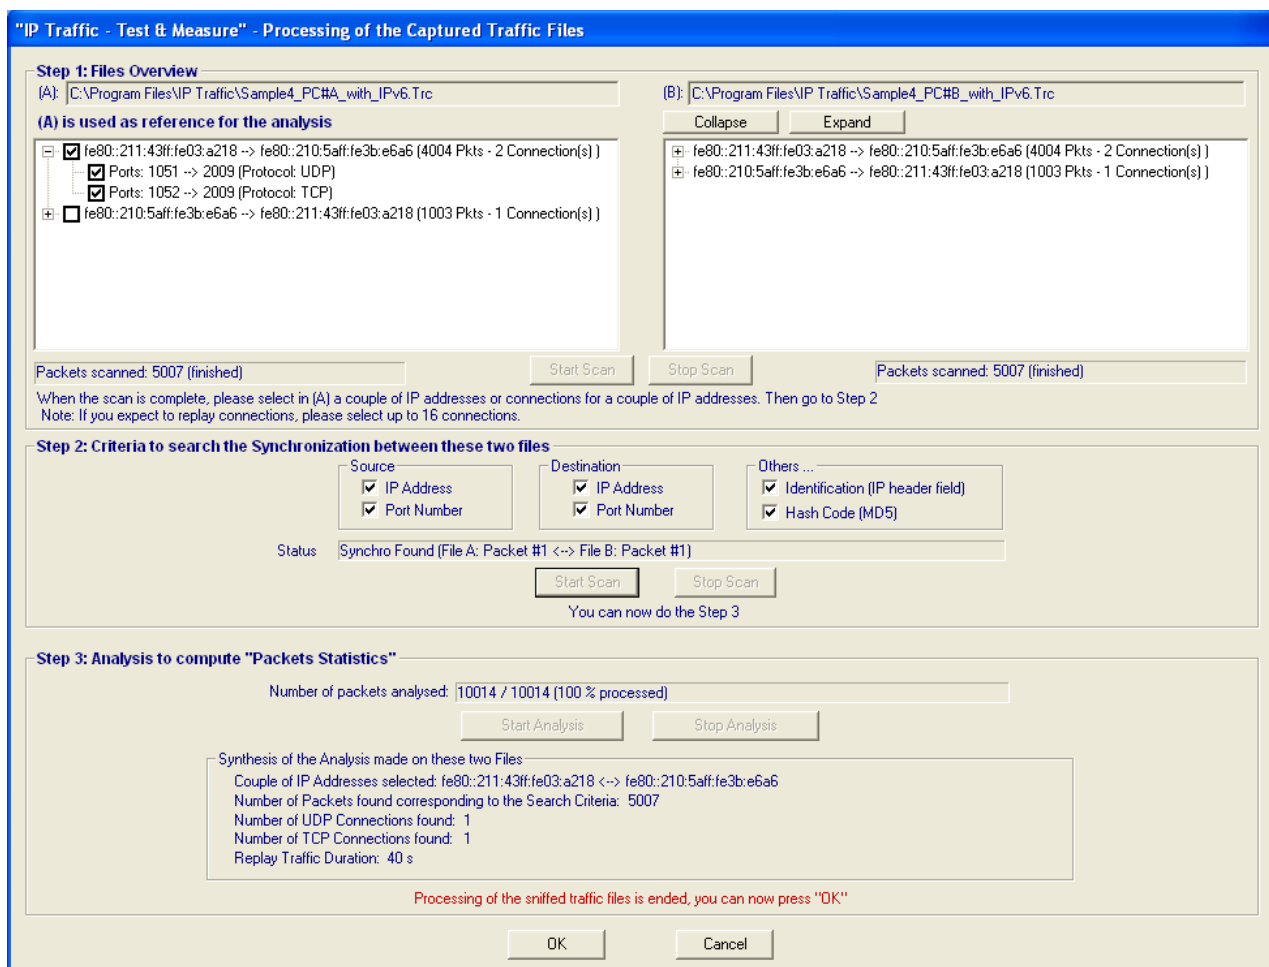 "IP Traffic - Test & Measure" - Processing of the Captured Traffic Files
Step 1: Files Overview
(A): C:\Program Files\IP Traffic\Sample4_PC#A_with_IPv6.Trc
(B): C:\Program Files\IP Traffic\Sample4_PC#B_with_IPv6.Trc
(A) is used as reference for the analysis
Collapse
Expand
fe80::211:43ff:fe03:a218 --> fe80::210:5aff:fe3b:e6a6 (4004 Pkts - 2 Connection(s) )
Ports: 1051 --> 2009 (Protocol: UDP)
Ports: 1052 --> 2009 (Protocol: TCP)
fe80::210:5aff:fe3b:e6a6 --> fe80::211:43ff:fe03:a218 (1003 Pkts - 1 Connection(s) )
fe80::211:43ff:fe03:a218 --> fe80::210:5aff:fe3b:e6a6 (4004 Pkts - 2 Connection(s) )
fe80::210:5aff:fe3b:e6a6 --> fe80::211:43ff:fe03:a218 (1003 Pkts - 1 Connection(s) )
Packets scanned: 5007 (finished)
Start Scan
Stop Scan
Packets scanned: 5007 (finished)
When the scan is complete, please select in (A) a couple of IP addresses or connections for a couple of IP addresses. Then go to Step 2
Note: If you expect to replay connections, please select up to 16 connections.
Step 2: Criteria to search the Synchronization between these two files
Source
IP Address
Port Number
Destination
IP Address
Port Number
Others ...
Identification (IP header field)
Hash Code (MD5)
Status
Synchro Found (File A: Packet #1 <--> File B: Packet #1)
Start Scan
Stop Scan
You can now do the Step 3
Step 3: Analysis to compute "Packets Statistics"
Number of packets analysed: 10014 / 10014 (100 % processed)
Start Analysis
Stop Analysis
Synthesis of the Analysis made on these two Files
Couple of IP Addresses selected: fe80::211:43ff:fe03:a218 <--> fe80::210:5aff:fe3b:e6a6
Number of Packets found corresponding to the Search Criteria: 5007
Number of UDP Connections found: 1
Number of TCP Connections found: 1
Replay Traffic Duration: 40 s
Processing of the sniffed traffic files is ended, you can now press "OK"
OK
Cancel